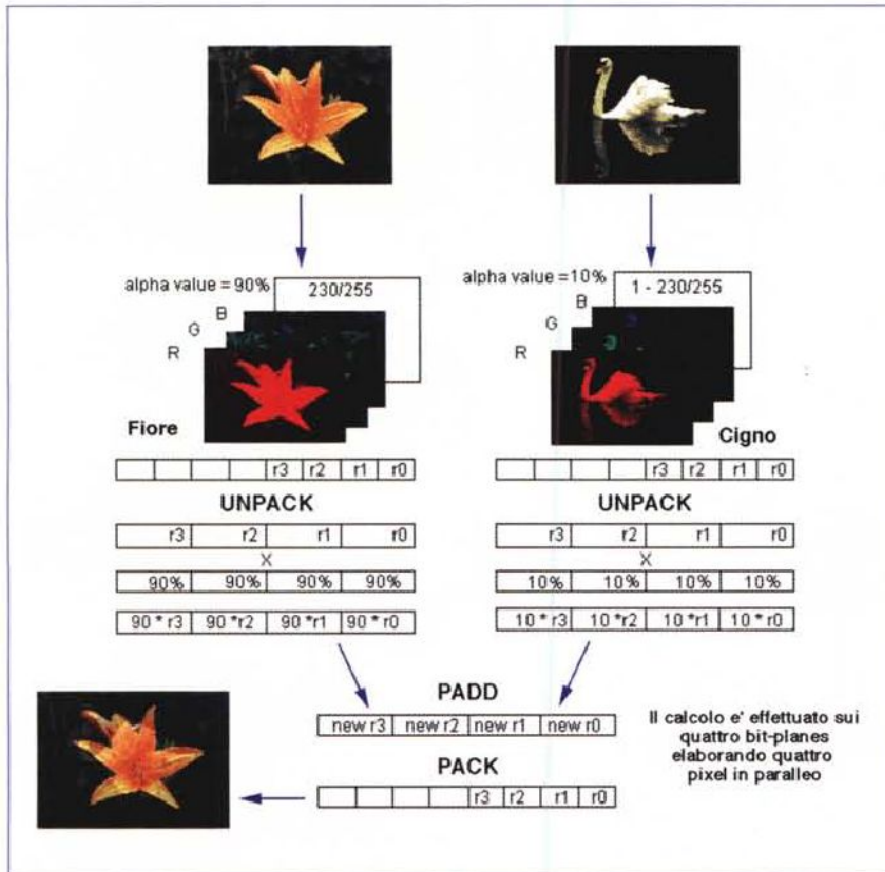 alpha value = 90%
230/255
B
G
R
Fiore
r3 r2 r1 r0
UNPACK
r3 r2 r1 r0
X
90% 90% 90% 90%
90 * r3 90 *r2 90 *r1 90 * r0
alpha value = 10%
1 - 230/255
B
G
R
Cigno
r3 r2 r1 r0
UNPACK
r3 r2 r1 r0
X
10% 10% 10% 10%
10 * r3 10 *r2 10 *r1 10 * r0
PADD
new r3 new r2 new r1 new r0
PACK
r3 r2 r1 r0
Il calcolo e' effettuato sui
quattro bit-planes
elaborando quattro
pixel in paralleo